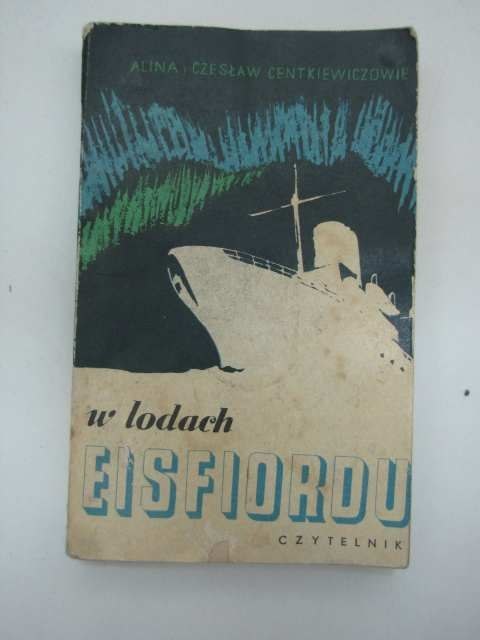 ALINA i CZESŁAW CENTKIEWICZOWIE
w lodach
EISFIORDU
CZYTELNIK